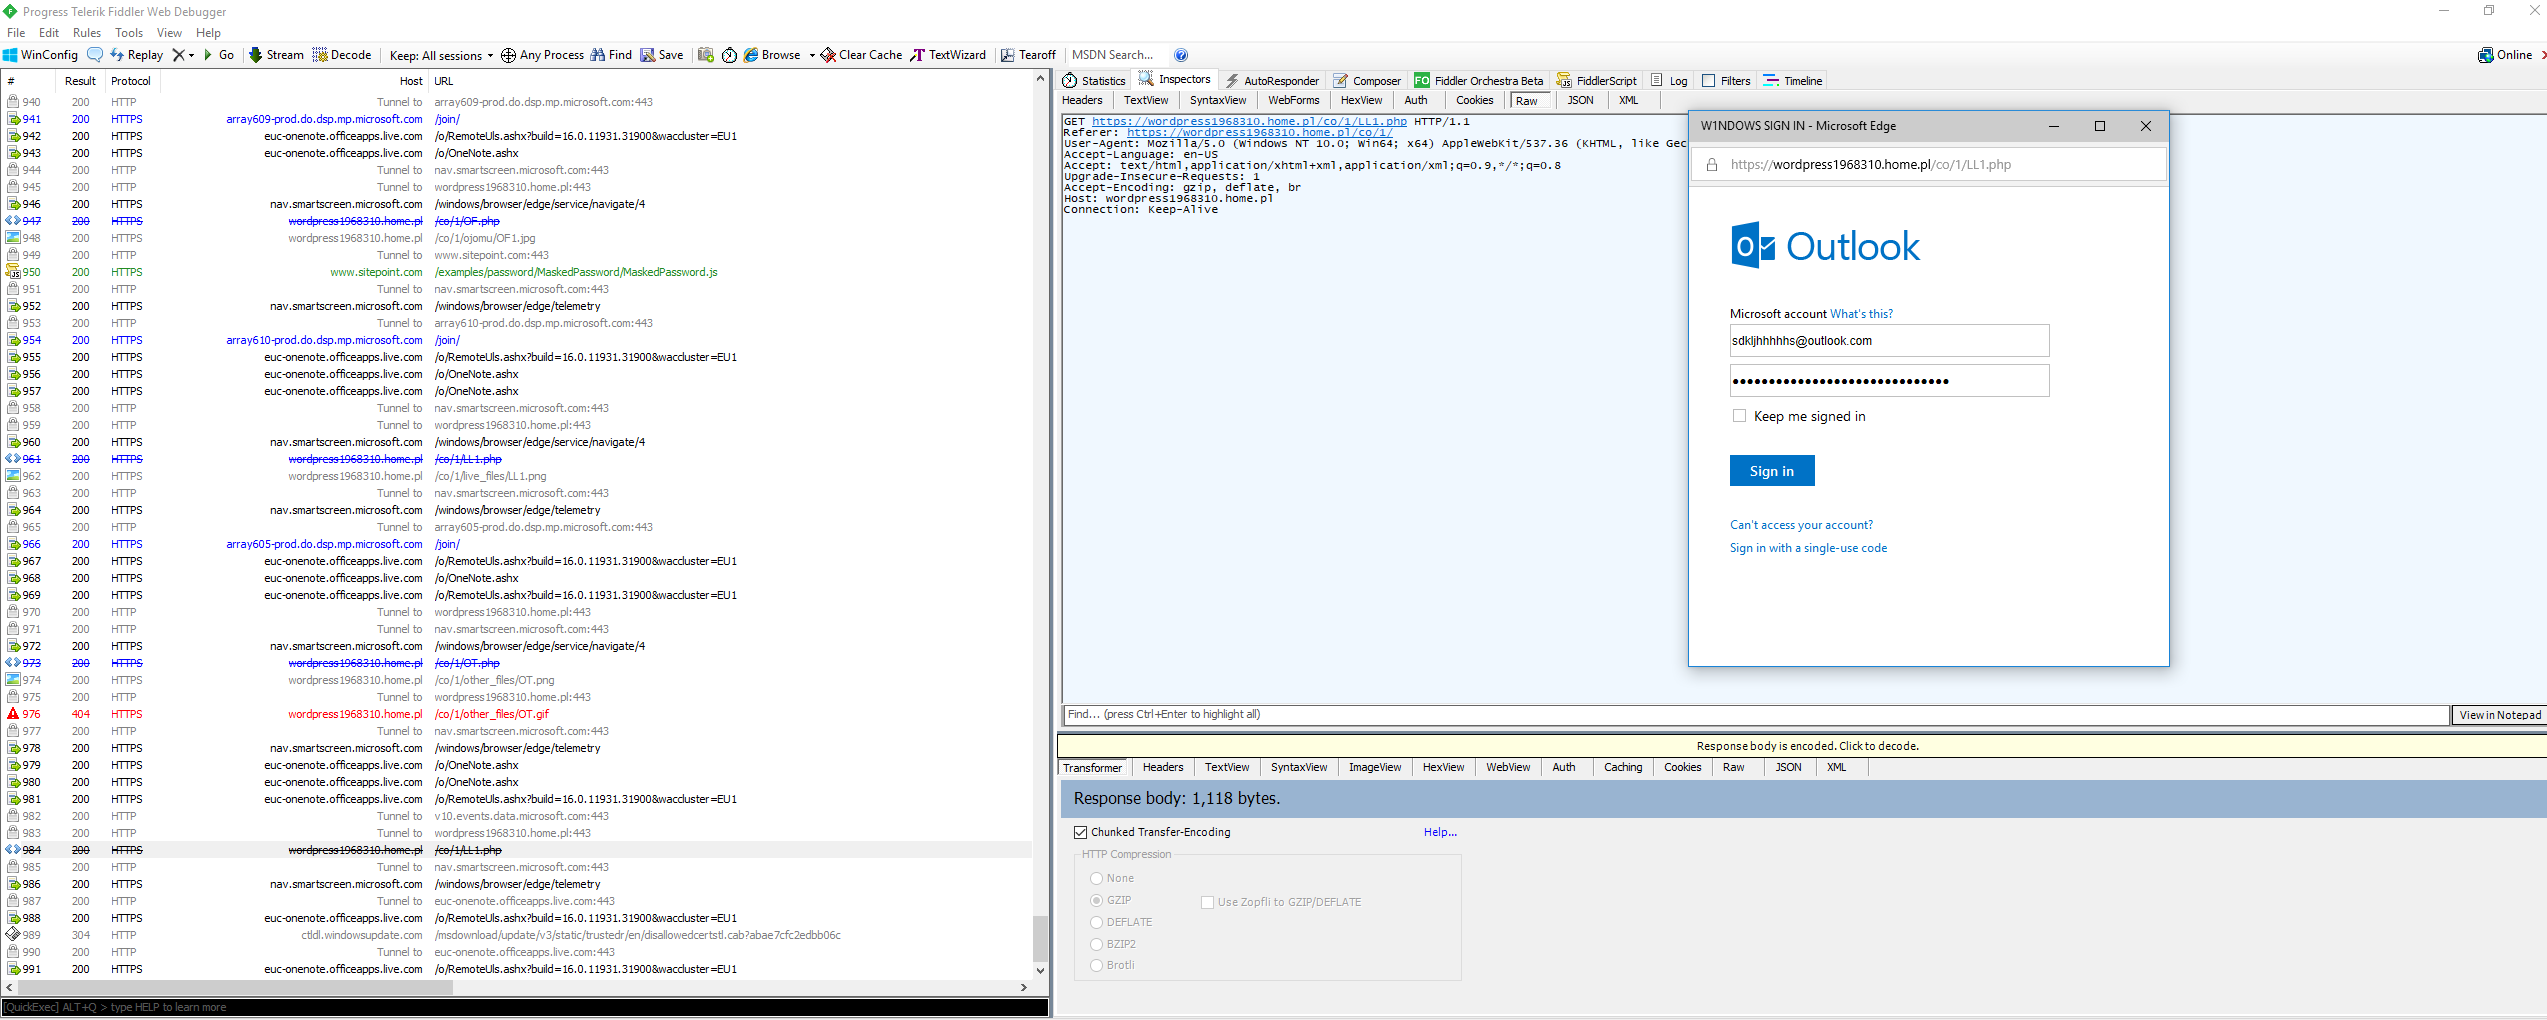 Progress Telerik Fiddler Web Debugger
File Edit Rules Tools View Help
WinConfig Replay Go Stream Decode Keep: All sessions Any Process Find Save Browse Clear Cache TextWizard Tearoff MSDN Search... Online
# Result Protocol Host URL
940 200 HTTP Tunnel to array609-prod.do.dsp.mp.microsoft.com:443
941 200 HTTPS array609-prod.do.dsp.mp.microsoft.com /join/
942 200 HTTPS euc-onenote.officeapps.live.com /o/RemoteUls.ashx?build=16.0.11931.31900&waccluster=EU1
943 200 HTTPS euc-onenote.officeapps.live.com /o/OneNote.ashx
944 200 HTTP Tunnel to nav.smartscreen.microsoft.com:443
945 200 HTTP Tunnel to wordpress1968310.home.pl:443
946 200 HTTPS nav.smartscreen.microsoft.com /windows/browser/edge/service/navigate/4
947 200 HTTPS wordpress1968310.home.pl /co/1/OF.php
948 200 HTTPS wordpress1968310.home.pl /co/1/ojomu/OF1.jpg
949 200 HTTP Tunnel to www.sitepoint.com:443
950 200 HTTPS www.sitepoint.com /examples/password/MaskedPassword/MaskedPassword.js
951 200 HTTP Tunnel to nav.smartscreen.microsoft.com:443
952 200 HTTPS nav.smartscreen.microsoft.com /windows/browser/edge/telemetry
953 200 HTTP Tunnel to array610-prod.do.dsp.mp.microsoft.com:443
954 200 HTTPS array610-prod.do.dsp.mp.microsoft.com /join/
955 200 HTTPS euc-onenote.officeapps.live.com /o/RemoteUls.ashx?build=16.0.11931.31900&waccluster=EU1
956 200 HTTPS euc-onenote.officeapps.live.com /o/OneNote.ashx
957 200 HTTPS euc-onenote.officeapps.live.com /o/OneNote.ashx
958 200 HTTP Tunnel to nav.smartscreen.microsoft.com:443
959 200 HTTP Tunnel to wordpress1968310.home.pl:443
960 200 HTTPS nav.smartscreen.microsoft.com /windows/browser/edge/service/navigate/4
961 200 HTTPS wordpress1968310.home.pl /co/1/LL1.php
962 200 HTTPS wordpress1968310.home.pl /co/1/live_files/LL1.png
963 200 HTTP Tunnel to nav.smartscreen.microsoft.com:443
964 200 HTTPS nav.smartscreen.microsoft.com /windows/browser/edge/telemetry
965 200 HTTP Tunnel to array605-prod.do.dsp.mp.microsoft.com:443
966 200 HTTPS array605-prod.do.dsp.mp.microsoft.com /join/
967 200 HTTPS euc-onenote.officeapps.live.com /o/RemoteUls.ashx?build=16.0.11931.31900&waccluster=EU1
968 200 HTTPS euc-onenote.officeapps.live.com /o/OneNote.ashx
969 200 HTTPS euc-onenote.officeapps.live.com /o/RemoteUls.ashx?build=16.0.11931.31900&waccluster=EU1
970 200 HTTP Tunnel to wordpress1968310.home.pl:443
971 200 HTTP Tunnel to nav.smartscreen.microsoft.com:443
972 200 HTTPS nav.smartscreen.microsoft.com /windows/browser/edge/service/navigate/4
973 200 HTTPS wordpress1968310.home.pl /co/1/OT.php
974 200 HTTPS wordpress1968310.home.pl /co/1/other_files/OT.png
975 200 HTTP Tunnel to wordpress1968310.home.pl:443
976 404 HTTPS wordpress1968310.home.pl /co/1/other_files/OT.gif
977 200 HTTP Tunnel to nav.smartscreen.microsoft.com:443
978 200 HTTPS nav.smartscreen.microsoft.com /windows/browser/edge/telemetry
979 200 HTTPS euc-onenote.officeapps.live.com /o/OneNote.ashx
980 200 HTTPS euc-onenote.officeapps.live.com /o/OneNote.ashx
981 200 HTTPS euc-onenote.officeapps.live.com /o/RemoteUls.ashx?build=16.0.11931.31900&waccluster=EU1
982 200 HTTP Tunnel to v10.events.data.microsoft.com:443
983 200 HTTP Tunnel to wordpress1968310.home.pl:443
984 200 HTTPS wordpress1968310.home.pl /co/1/LL1.php
985 200 HTTP Tunnel to nav.smartscreen.microsoft.com:443
986 200 HTTPS nav.smartscreen.microsoft.com /windows/browser/edge/telemetry
987 200 HTTP Tunnel to euc-onenote.officeapps.live.com:443
988 200 HTTPS euc-onenote.officeapps.live.com /o/RemoteUls.ashx?build=16.0.11931.31900&waccluster=EU1
989 304 HTTP ctldl.windowsupdate.com /msdownload/update/v3/static/trustedr/en/disallowedcertstl.cab?abae7cfc2edbb06c
990 200 HTTP Tunnel to euc-onenote.officeapps.live.com:443
991 200 HTTPS euc-onenote.officeapps.live.com /o/RemoteUls.ashx?build=16.0.11931.31900&waccluster=EU1
[QuickExec] ALT+Q > type HELP to learn more
Statistics Inspectors AutoResponder Composer FO Fiddler Orchestra Beta FiddlerScript Log Filters Timeline
Headers TextView SyntaxView WebForms HexView Auth Cookies Raw JSON XML
GET https://wordpress1968310.home.pl/co/1/LL1.php HTTP/1.1
Referer: https://wordpress1968310.home.pl/co/1/
User-Agent: Mozilla/5.0 (Windows NT 10.0; Win64; x64) AppleWebKit/537.36 (KHTML, like Gec
Accept-Language: en-US
Accept: text/html,application/xhtml+xml,application/xml;q=0.9,*/*;q=0.8
Upgrade-Insecure-Requests: 1
Accept-Encoding: gzip, deflate, br
Host: wordpress1968310.home.pl
Connection: Keep-Alive
W1NDOWS SIGN IN - Microsoft Edge
https://wordpress1968310.home.pl/co/1/LL1.php
Outlook
Microsoft account What's this?
sdkljhhhhhs@outlook.com
Keep me signed in
Sign in
Can't access your account?
Sign in with a single-use code
Find... (press Ctrl+Enter to highlight all)
View in Notepad
Response body is encoded. Click to decode.
Transformer Headers TextView SyntaxView ImageView HexView WebView Auth Caching Cookies Raw JSON XML
Response body: 1,118 bytes.
Chunked Transfer-Encoding Help...
HTTP Compression
None
GZIP Use Zopfli to GZIP/DEFLATE
DEFLATE
BZIP2
Brotli